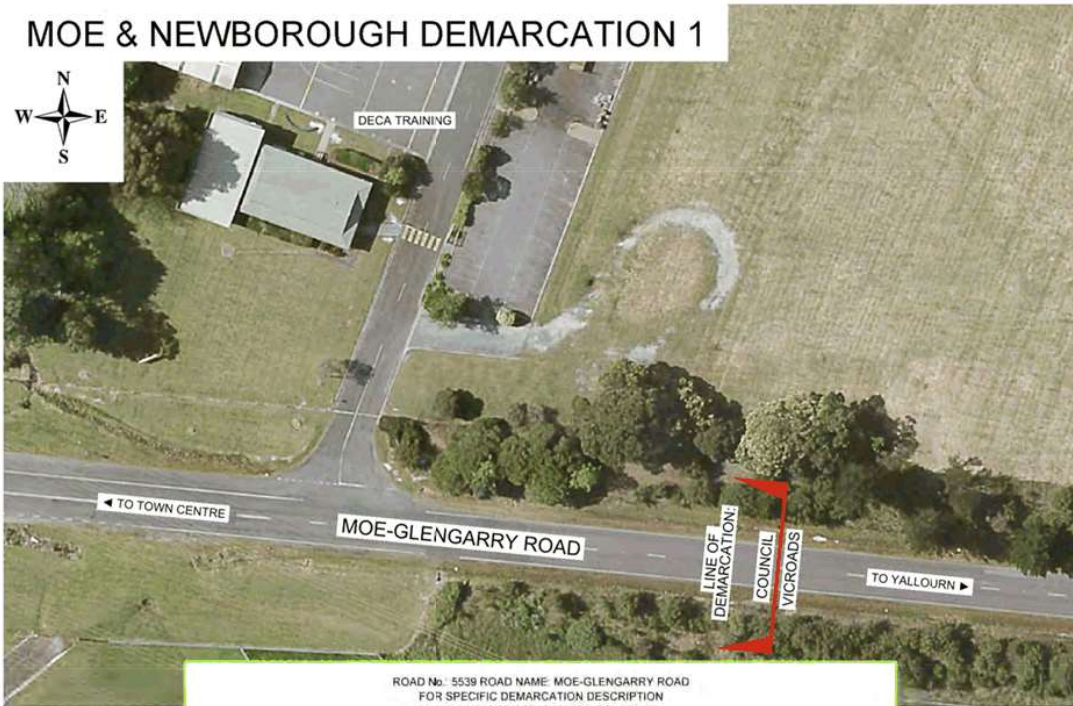 MOE & NEWBOROUGH DEMARCATION 1
N
W E
S
DECA TRAINING
◄ TO TOWN CENTRE
MOE-GLENGARRY ROAD
LINE OF
DEMARCATION:
COUNCIL
VICROADS
TO YALLOURN ►
ROAD No.: 5539 ROAD NAME: MOE-GLENGARRY ROAD
FOR SPECIFIC DEMARCATION DESCRIPTION